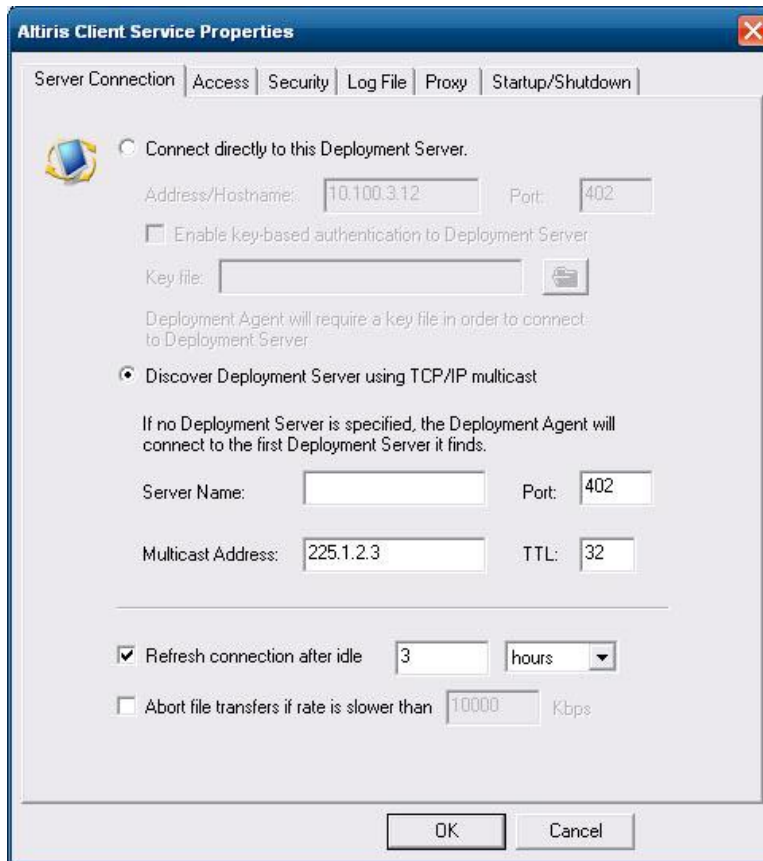 Altiris Client Service Properties
Server Connection Access Security Log File Proxy Startup/Shutdown
Connect directly to this Deployment Server.
Address/Hostname: 10.100.3.12 Port: 402
Enable key-based authentication to Deployment Server
Key file:
Deployment Agent will require a key file in order to connect
to Deployment Server
Discover Deployment Server using TCP/IP multicast
If no Deployment Server is specified, the Deployment Agent will
connect to the first Deployment Server it finds.
Server Name: Port: 402
Multicast Address: 225.1.2.3 TTL: 32
Refresh connection after idle 3 hours
Abort file transfers if rate is slower than 10000 Kbps
OK Cancel